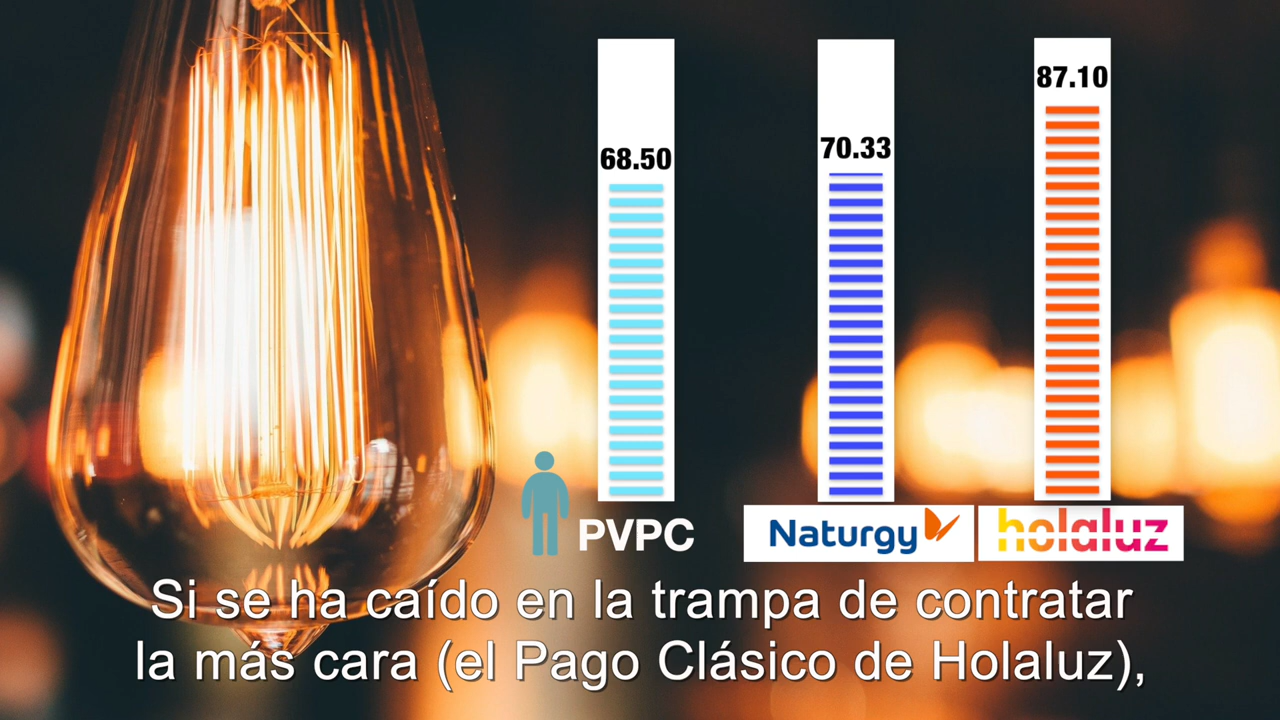 87.10
70.33
68.50
PVPC
Naturgy
holaluz
Si se ha caído en la trampa de contratar
la más cara (el Pago Clásico de Holaluz),